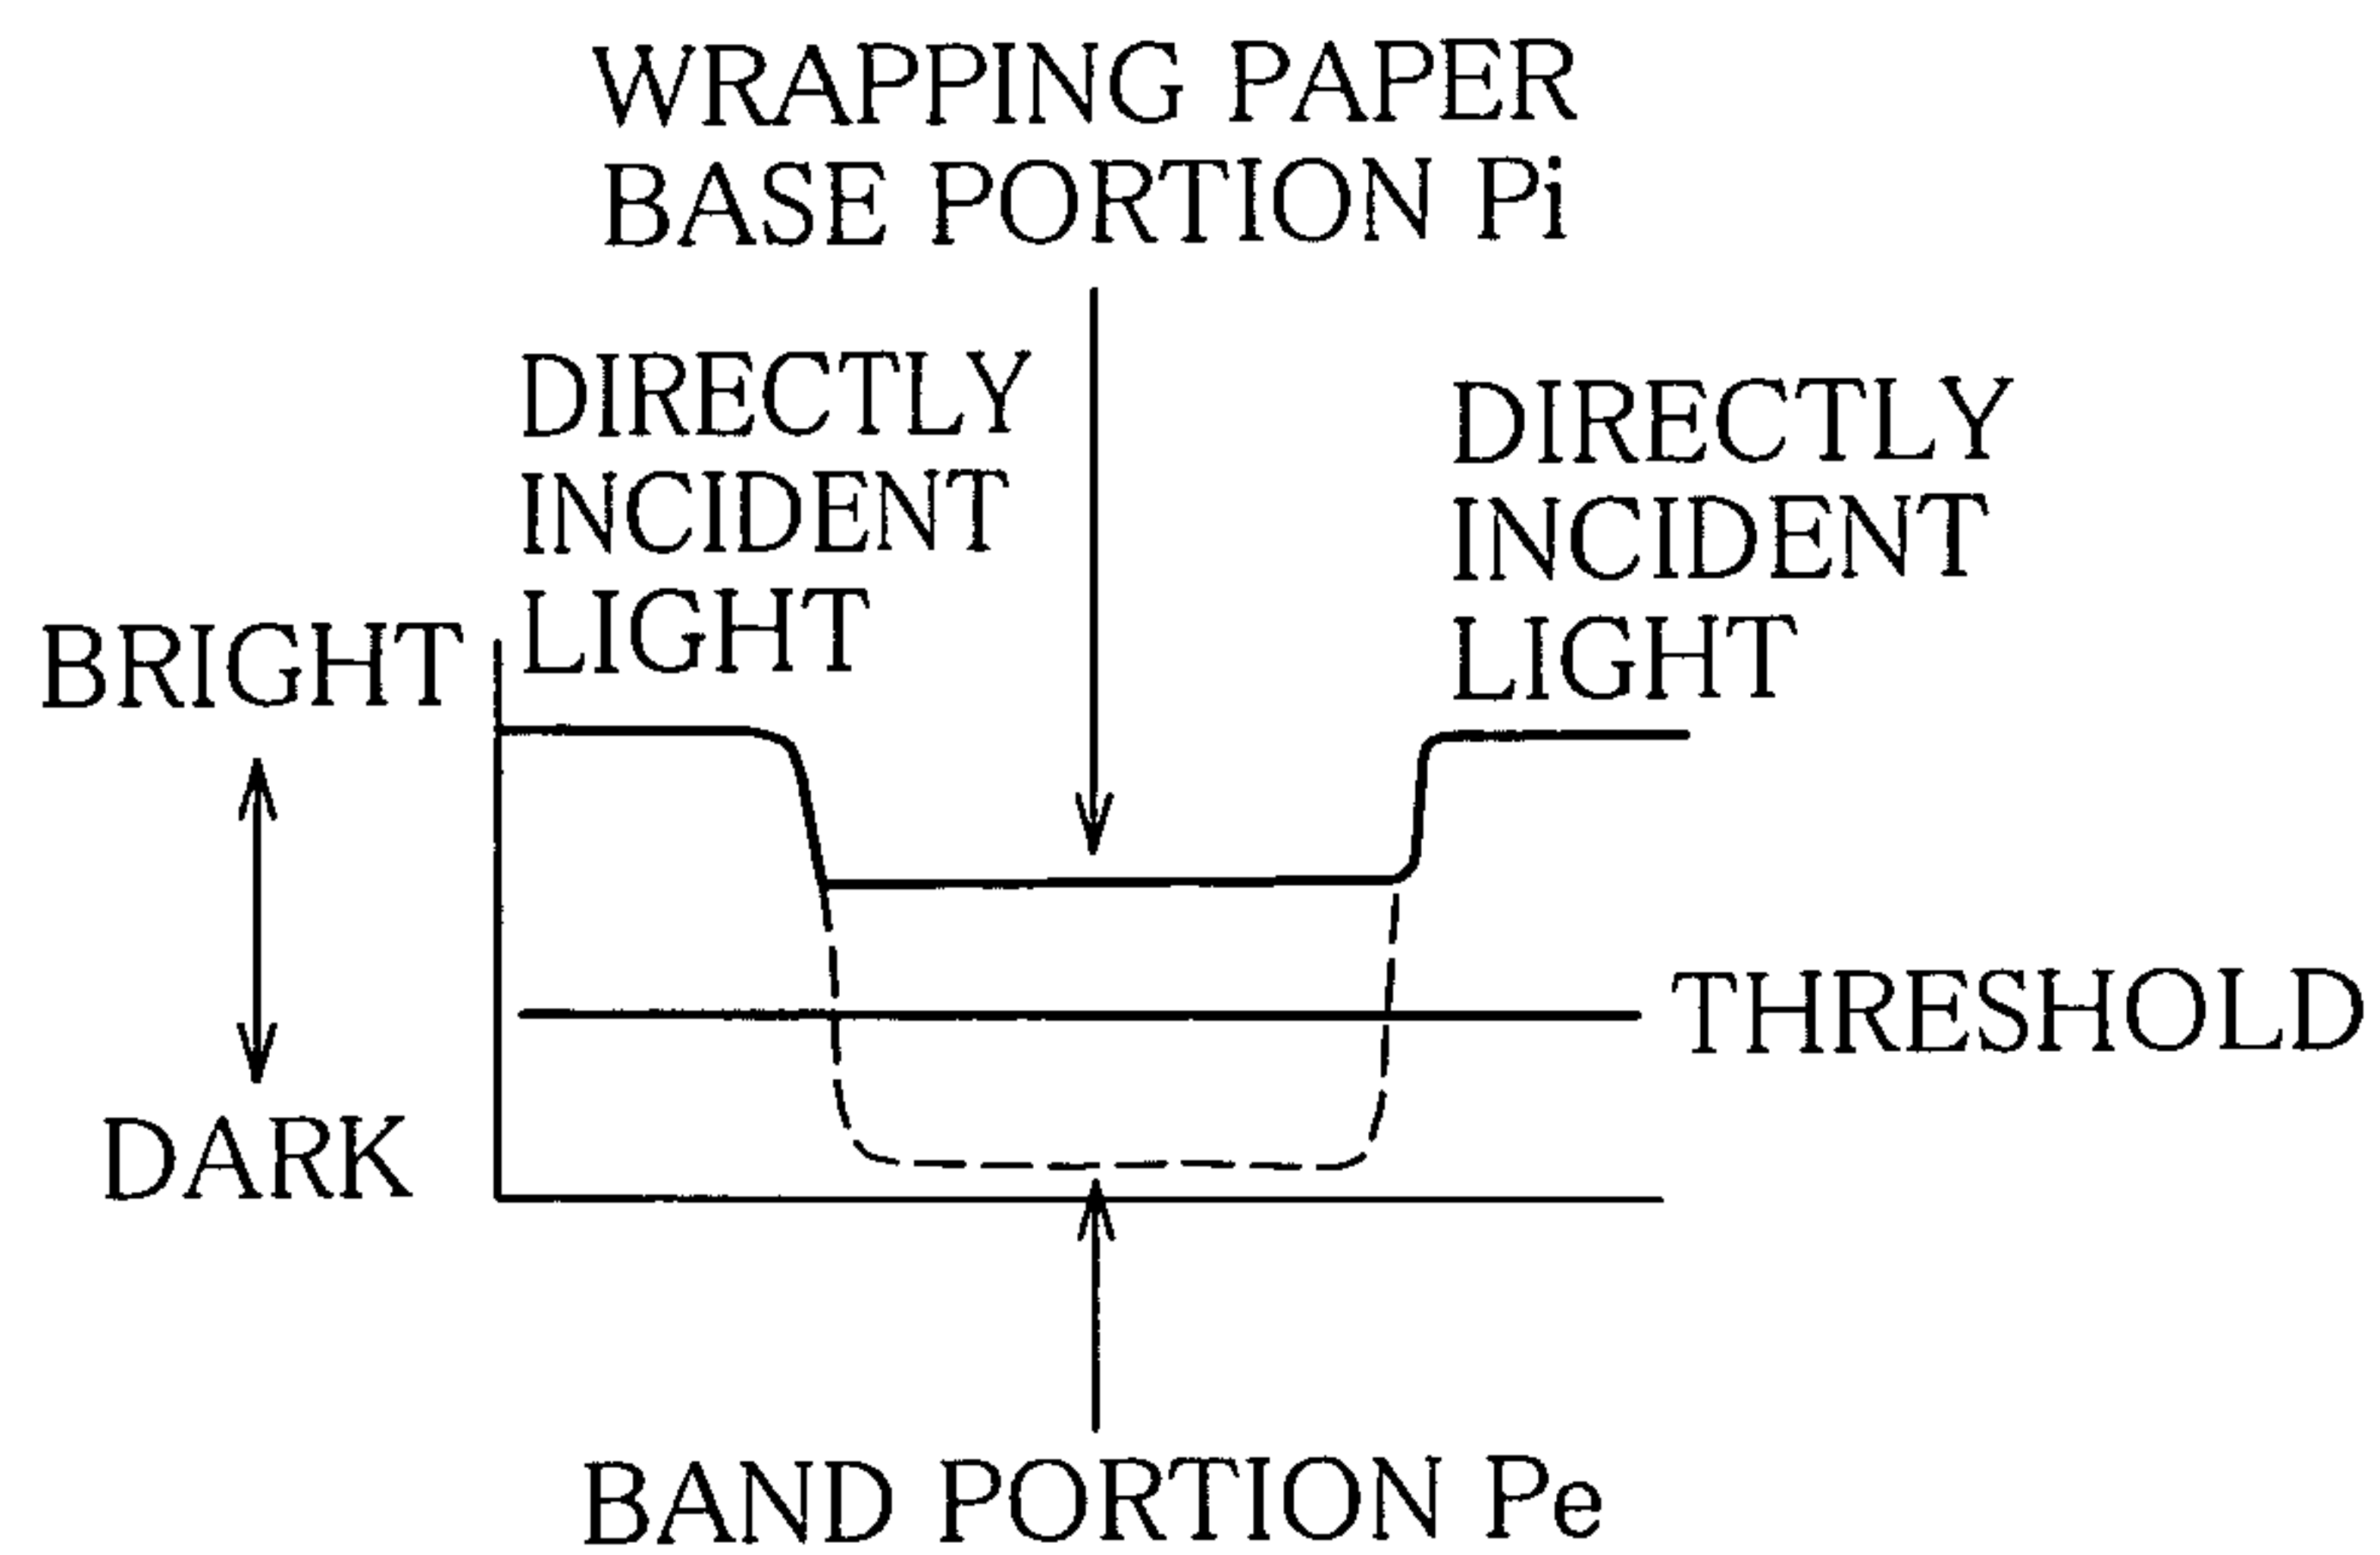 WRAPPING PAPER
BASE PORTION Pi
DIRECTLY
INCIDENT
LIGHT
DIRECTLY
INCIDENT
LIGHT
BRIGHT
THRESHOLD
DARK
BAND PORTION Pe